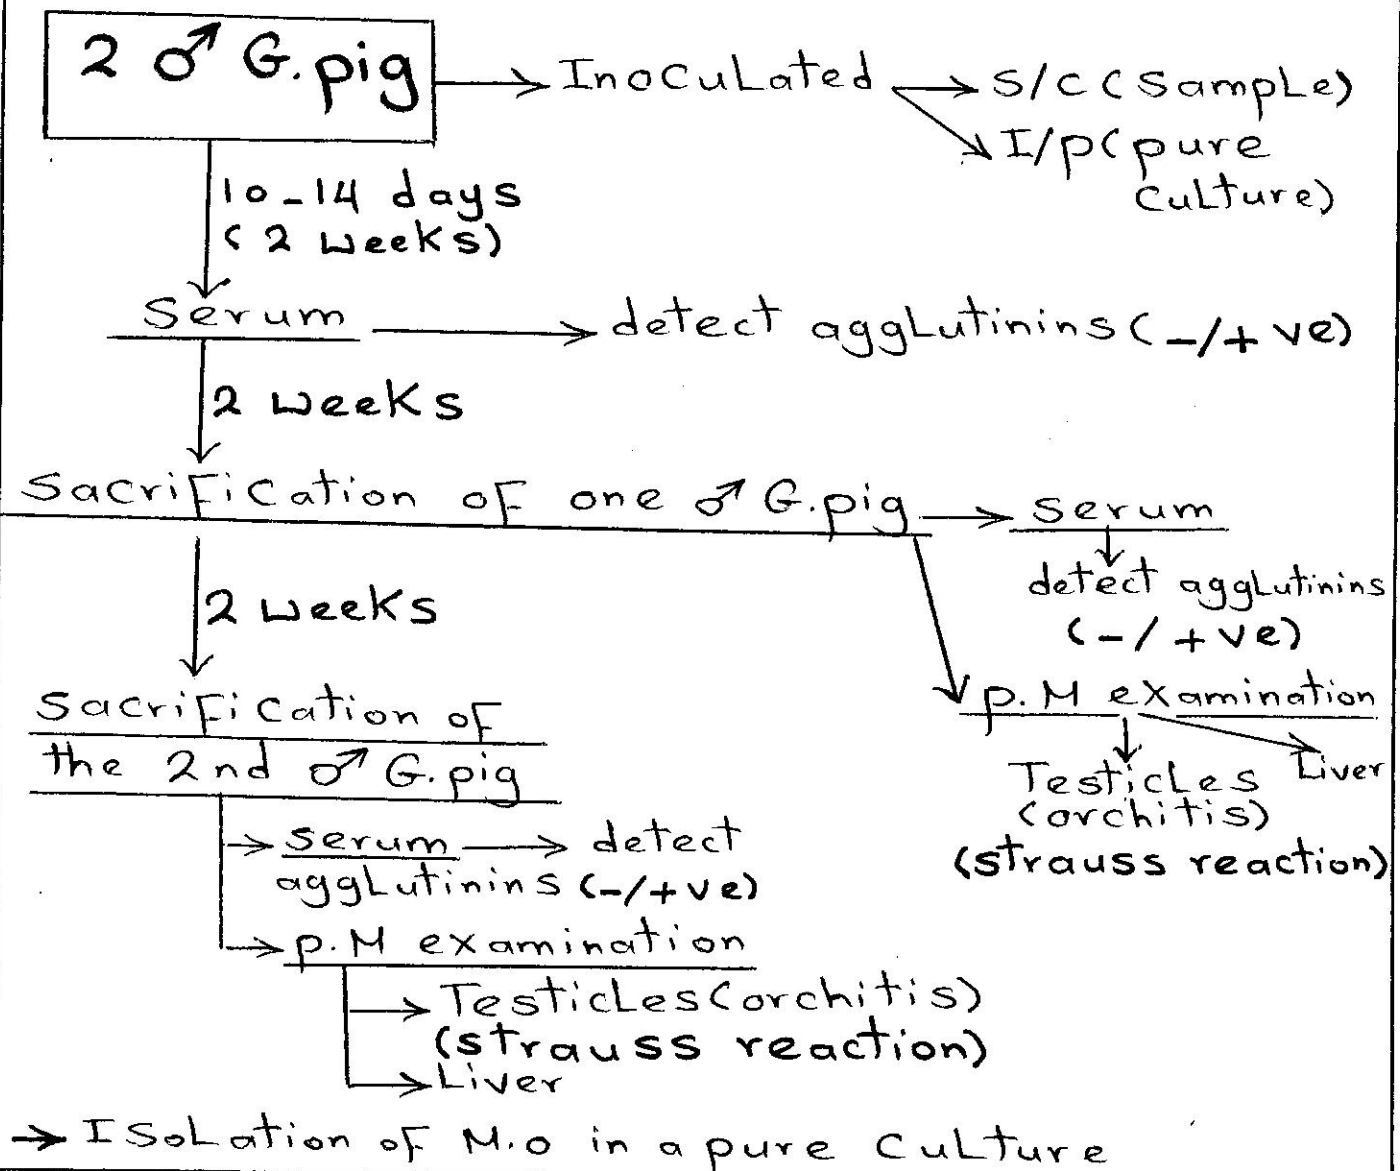 2 ♂ G.pig → Inoculated → S/C (Sample)
→ I/p (pure
culture)
10-14 days
(2 weeks)
Serum → detect agglutinins (-/+ ve)
2 weeks
Sacrification of one ♂ G.pig → Serum
detect agglutinins
(-/+ve)
2 weeks
p.M examination
Testicles
(orchitis)
(strauss reaction)
Liver
Sacrification of
the 2nd ♂ G.pig
→ serum → detect
agglutinins (-/+ve)
→ p.M examination
→ Testicles (orchitis)
(strauss reaction)
→ Liver
→ Isolation of M.o in a pure culture